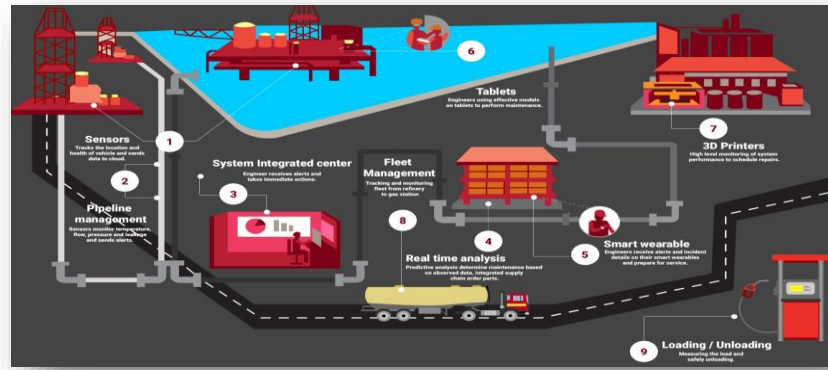 1
Sensors
Tracks the location and
health of vehicle and sends
data to cloud.
2
Pipeline
management
Sensors monitor temperature,
flow, pressure and leakage
and sends alerts.
System Integrated center
Engineer receives alerts and
takes immediate actions.
3
Fleet
Management
Tracking and monitoring
fleet from refinery
to gas station
8
4
Real time analysis
Predictive analysis determine maintenance based
on observed data, integrated supply
chain order parts.
5
Smart wearable
Engineers receive alerts and incident
details on their smart wearables
and prepare for service.
6
Tablets
Engineers using effective models
on tablets to perform maintenance.
7
3D Printers
High level monitoring of system
performance to schedule repairs.
9
Loading / Unloading
Measuring the load and
safely unloading.